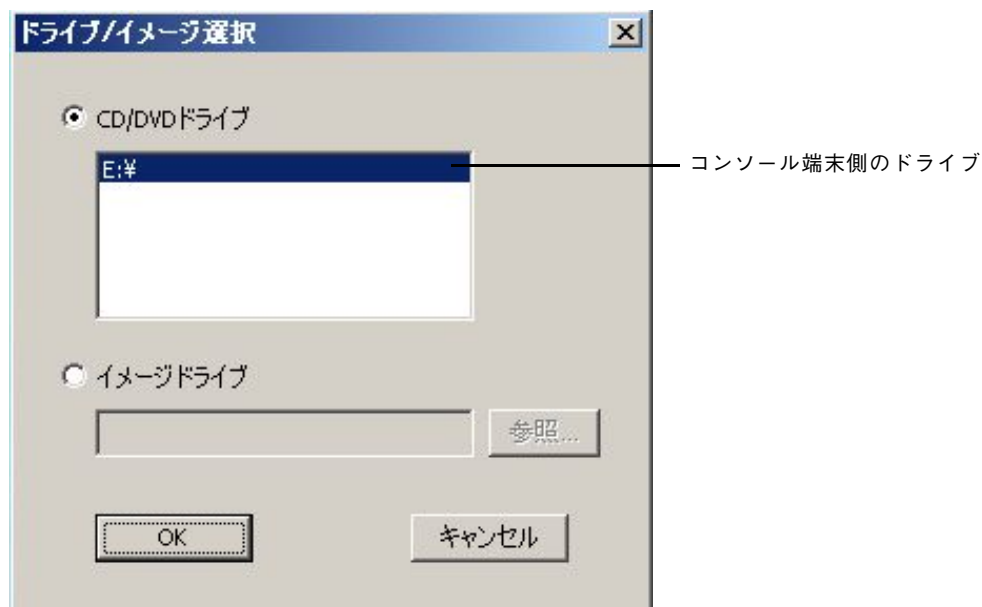 ドライブ/イメージ選択
CD/DVDドライブ
E:¥
コンソール端末側のドライブ
イメージドライブ
参照...
OK
キャンセル